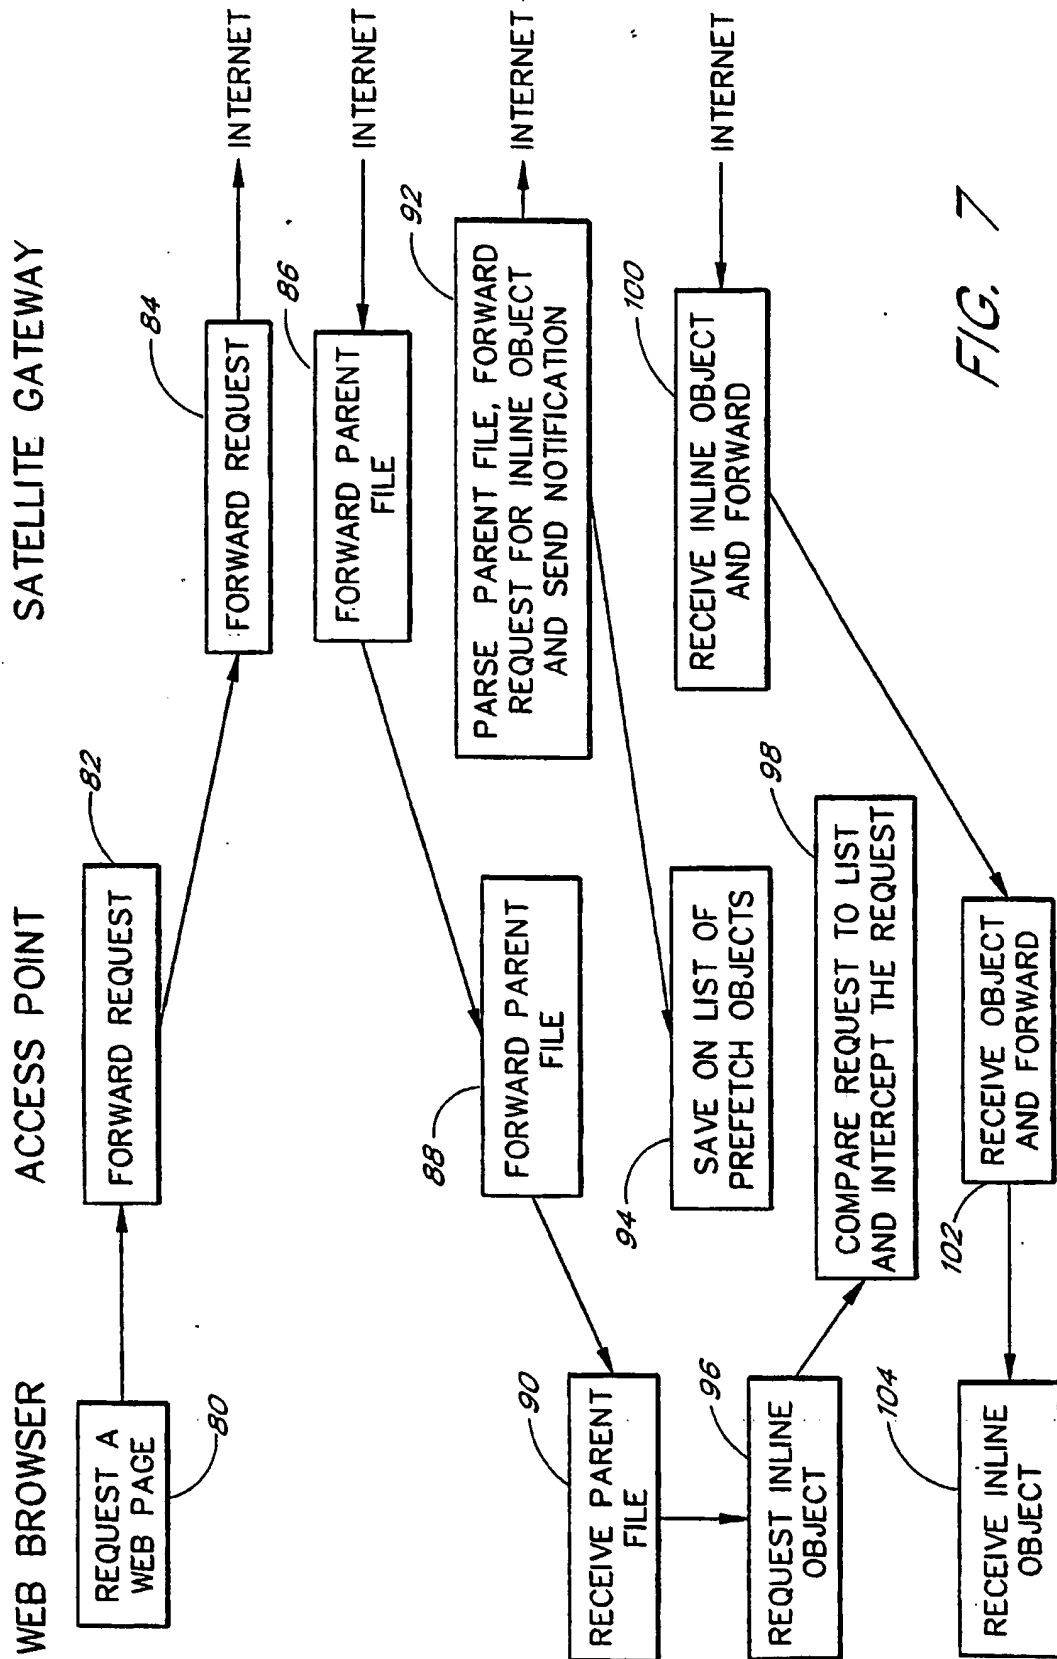 WEB BROWSER
ACCESS POINT
SATELLITE GATEWAY
REQUEST A
WEB PAGE
80
FORWARD REQUEST
82
FORWARD REQUEST
84
INTERNET
FORWARD PARENT
FILE
86
INTERNET
FORWARD PARENT
FILE
88
RECEIVE PARENT
FILE
90
PARSE PARENT FILE, FORWARD
REQUEST FOR INLINE OBJECT
AND SEND NOTIFICATION
92
INTERNET
SAVE ON LIST OF
PREFETCH OBJECTS
94
REQUEST INLINE
OBJECT
96
COMPARE REQUEST TO LIST
AND INTERCEPT THE REQUEST
98
RECEIVE INLINE OBJECT
AND FORWARD
100
INTERNET
RECEIVE OBJECT
AND FORWARD
102
RECEIVE INLINE
OBJECT
104
FIG. 7